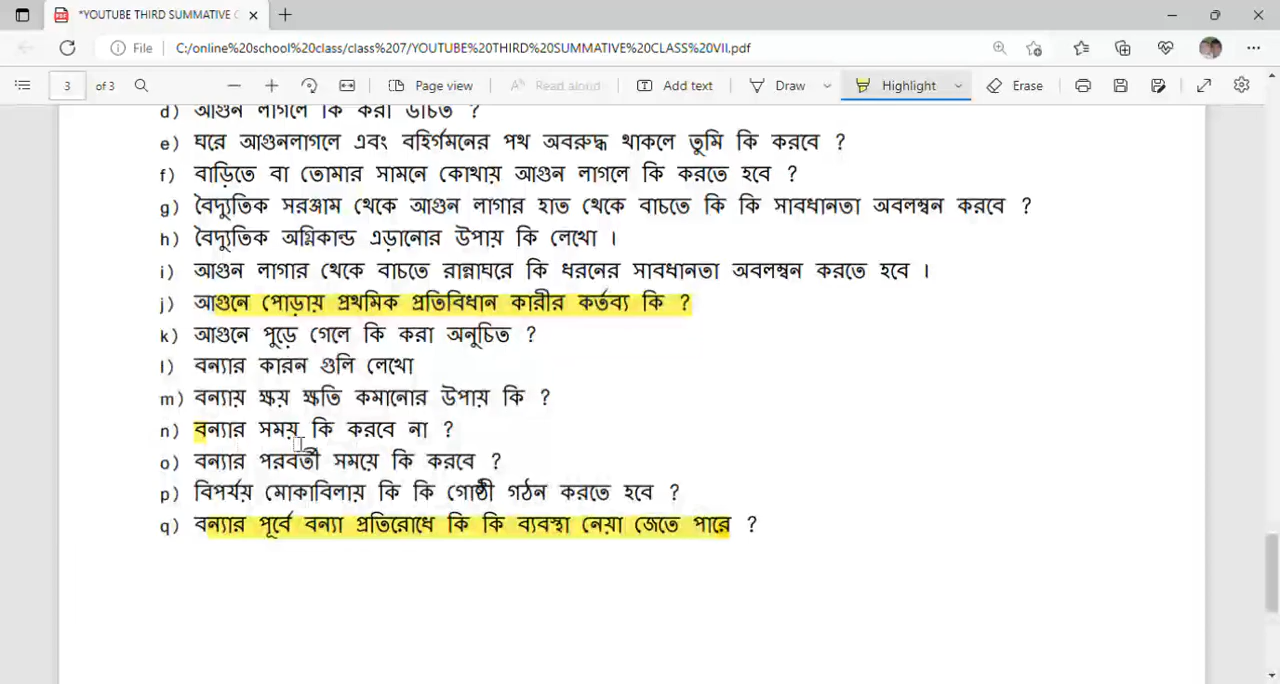 *YOUTUBE THIRD SUMMATIVE C
File C:/online%20school%20class/class%207/YOUTUBE%20THIRD%20SUMMATIVE%20CLASS%20VII.pdf
3 of 3 Page view Read aloud Add text Draw Highlight Erase
d) আগুন লাগলে কি করা উচিত ?
e) ঘরে আগুনলাগলে এবং বহির্গমনের পথ অবরুদ্ধ থাকলে তুমি কি করবে ?
f) বাড়িতে বা তোমার সামনে কোথায় আগুন লাগলে কি করতে হবে ?
g) বৈদ্যুতিক সরঞ্জাম থেকে আগুন লাগার হাত থেকে বাচতে কি কি সাবধানতা অবলম্বন করবে ?
h) বৈদ্যুতিক অগ্নিকান্ড এড়ানোর উপায় কি লেখো ।
i) আগুন লাগার থেকে বাচতে রান্নাঘরে কি ধরনের সাবধানতা অবলম্বন করতে হবে ।
j) আগুনে পোড়ায় প্রথমিক প্রতিবিধান কারীর কর্তব্য কি ?
k) আগুনে পুড়ে গেলে কি করা অনুচিত ?
l) বন্যার কারন গুলি লেখো
m) বন্যায় ক্ষয় ক্ষতি কমানোর উপায় কি ?
n) বন্যার সময় কি করবে না ?
o) বন্যার পরবর্তী সময়ে কি করবে ?
p) বিপর্যয় মোকাবিলায় কি কি গোষ্ঠী গঠন করতে হবে ?
q) বন্যার পূর্বে বন্যা প্রতিরোধে কি কি ব্যবস্থা নেয়া জেতে পারে ?